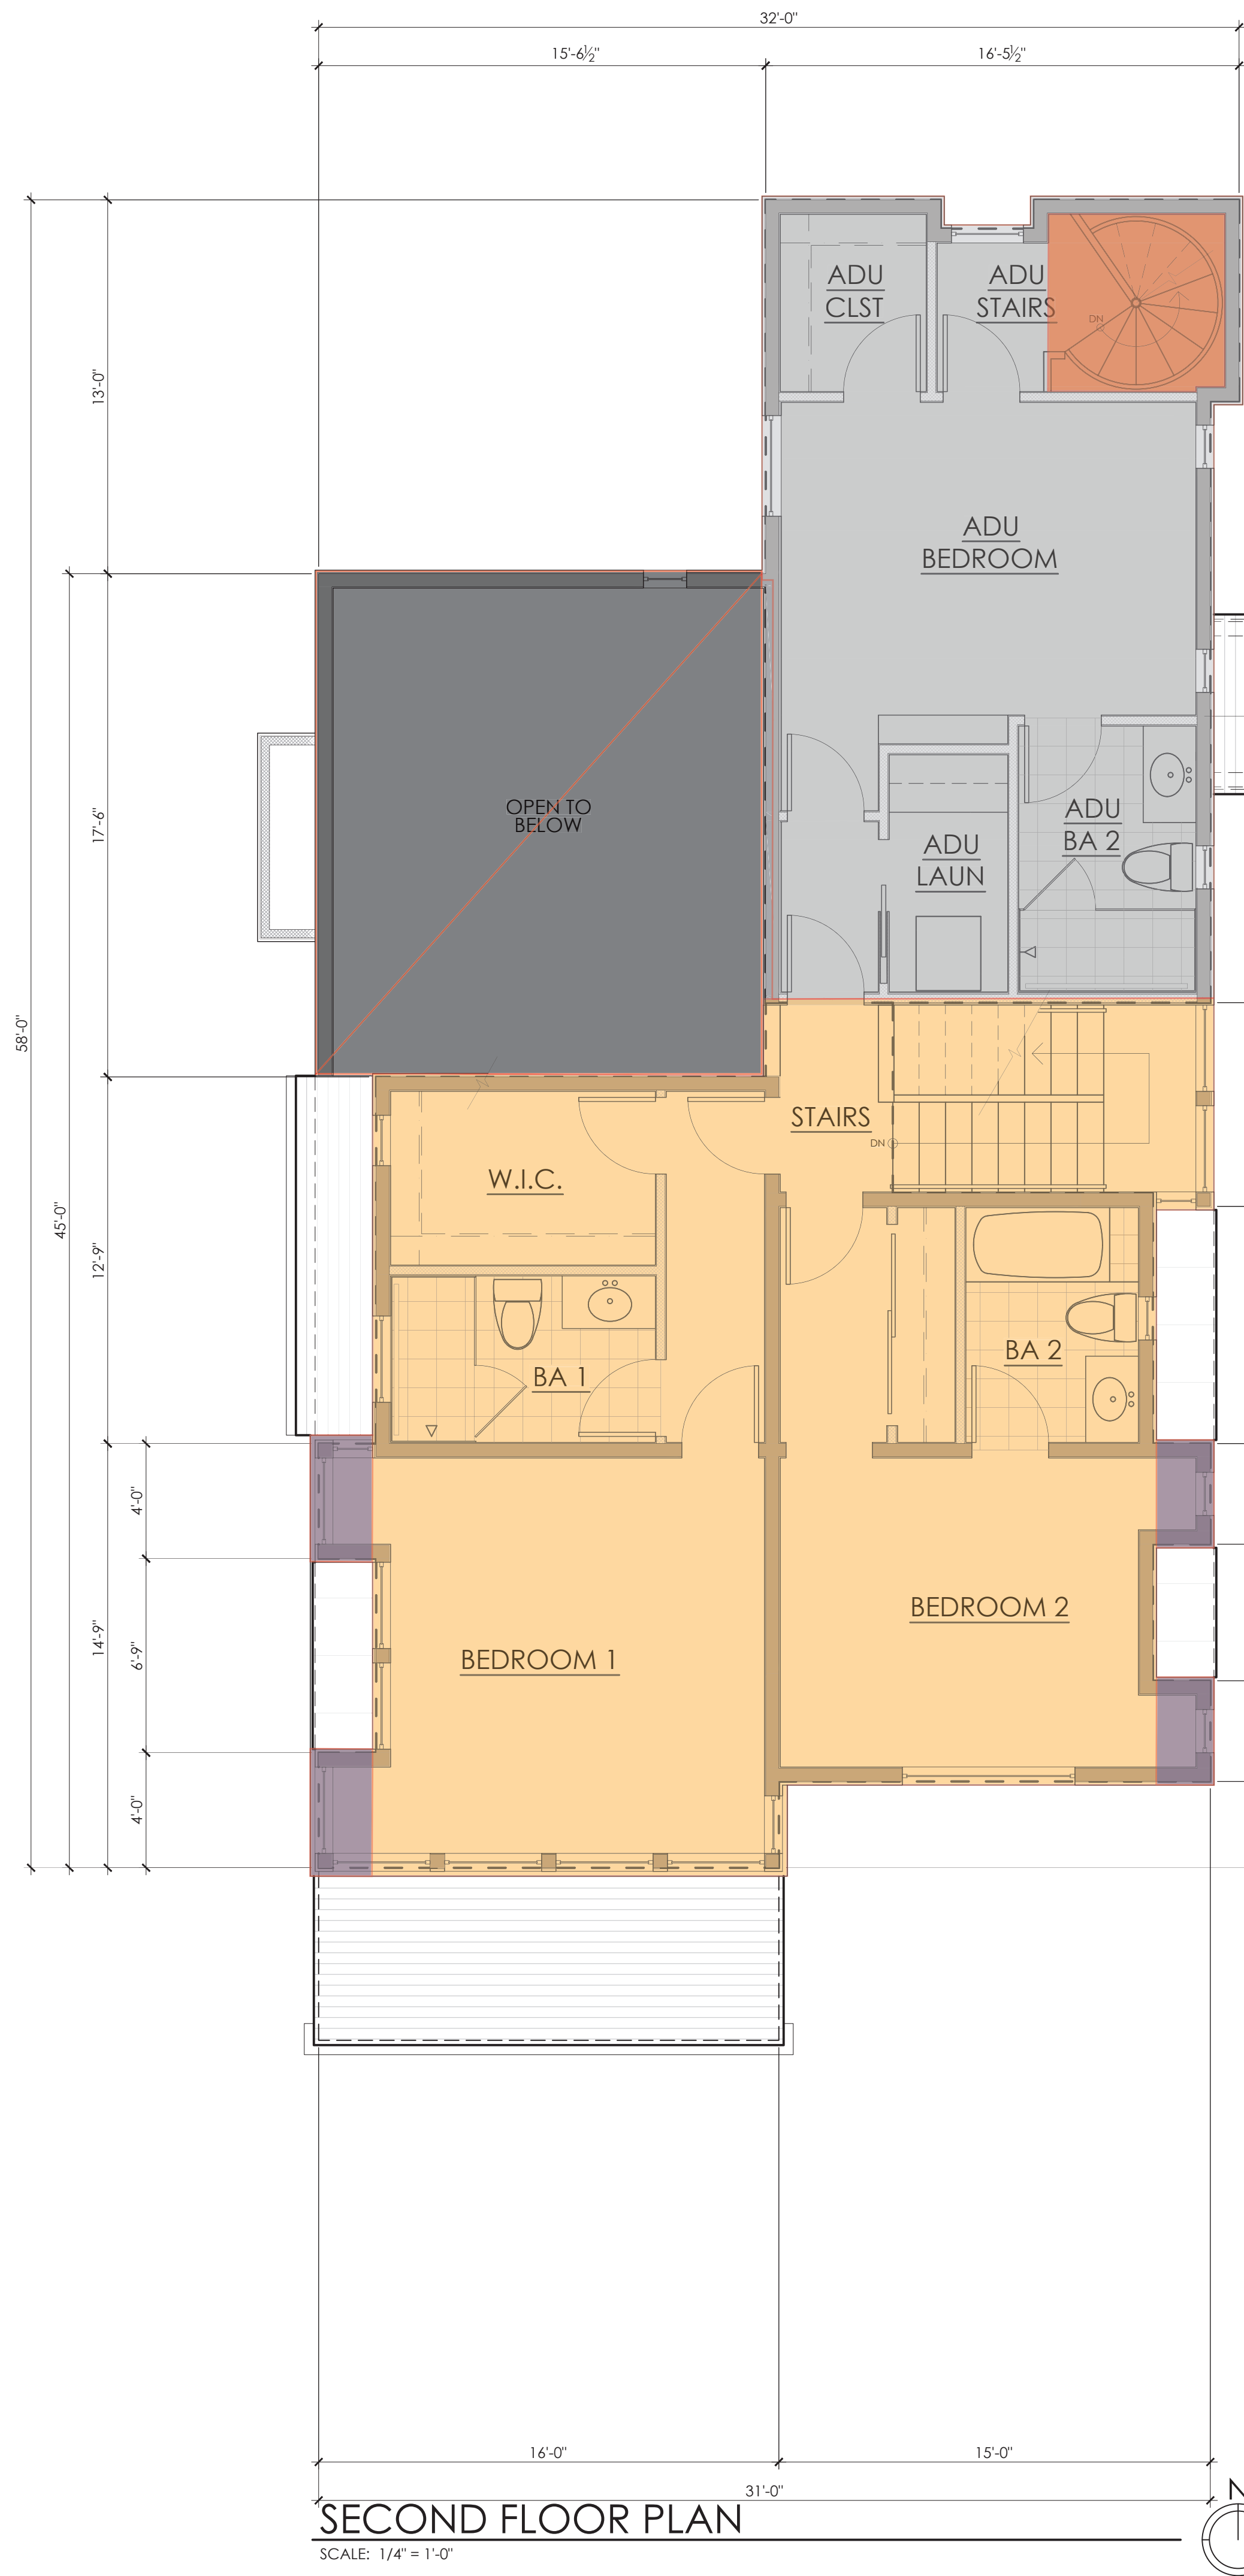 32'-0"
15'-6½"
16'-5½"
ADU
CLST
ADU
STAIRS
DN
13'-0"
ADU
BEDROOM
OPEN TO
BELOW
17'-6"
ADU
BA 2
ADU
LAUN
58'-0"
STAIRS
DN
W.I.C.
45'-0"
12'-9"
BA 1
BA 2
4'-0"
14'-9"
6'-9"
BEDROOM 2
BEDROOM 1
4'-0"
16'-0"
15'-0"
31'-0"
N
SECOND FLOOR PLAN
SCALE: 1/4" = 1'-0"